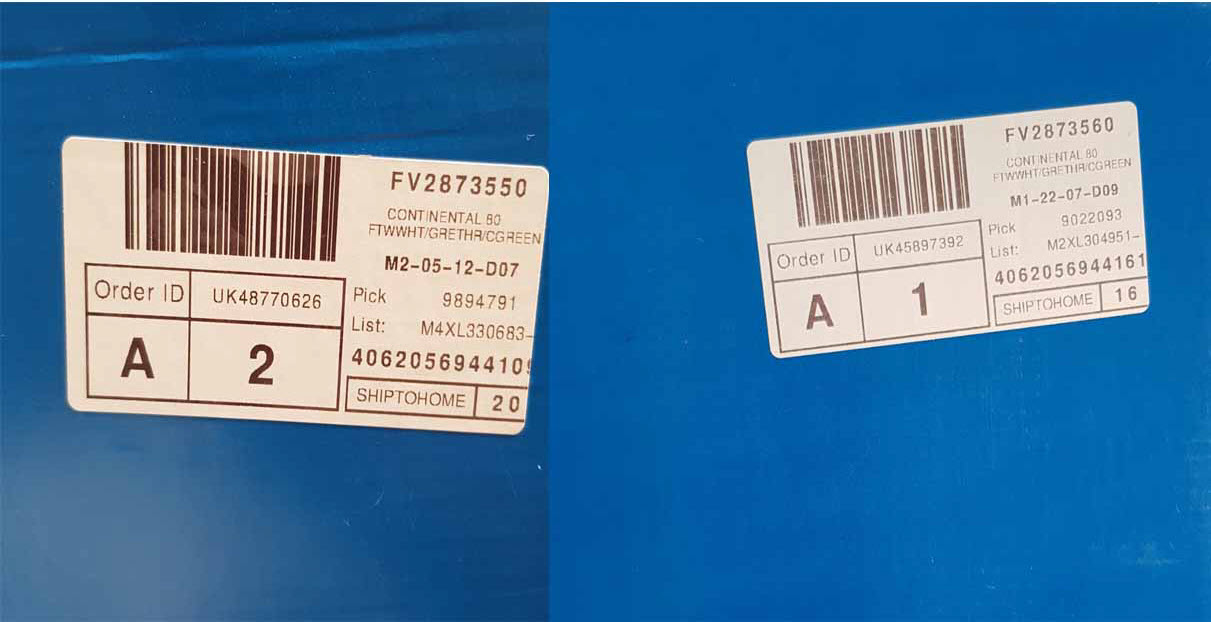 FV2873550
CONTINENTAL 80
FTWWHT/GRETHR/CGREEN
M2-05-12-D07
Order ID UK48770626
Pick 9894791
List: M4XL330683-
A 2
406205694410
SHIPTOHOME 20
FV2873560
CONTINENTAL 80
FTWWHT/GRETHR/CGREEN
M1-22-07-D09
Order ID UK45897392
Pick 9022093
List: M2XL304951-
A 1
4062056944161
SHIPTOHOME 16